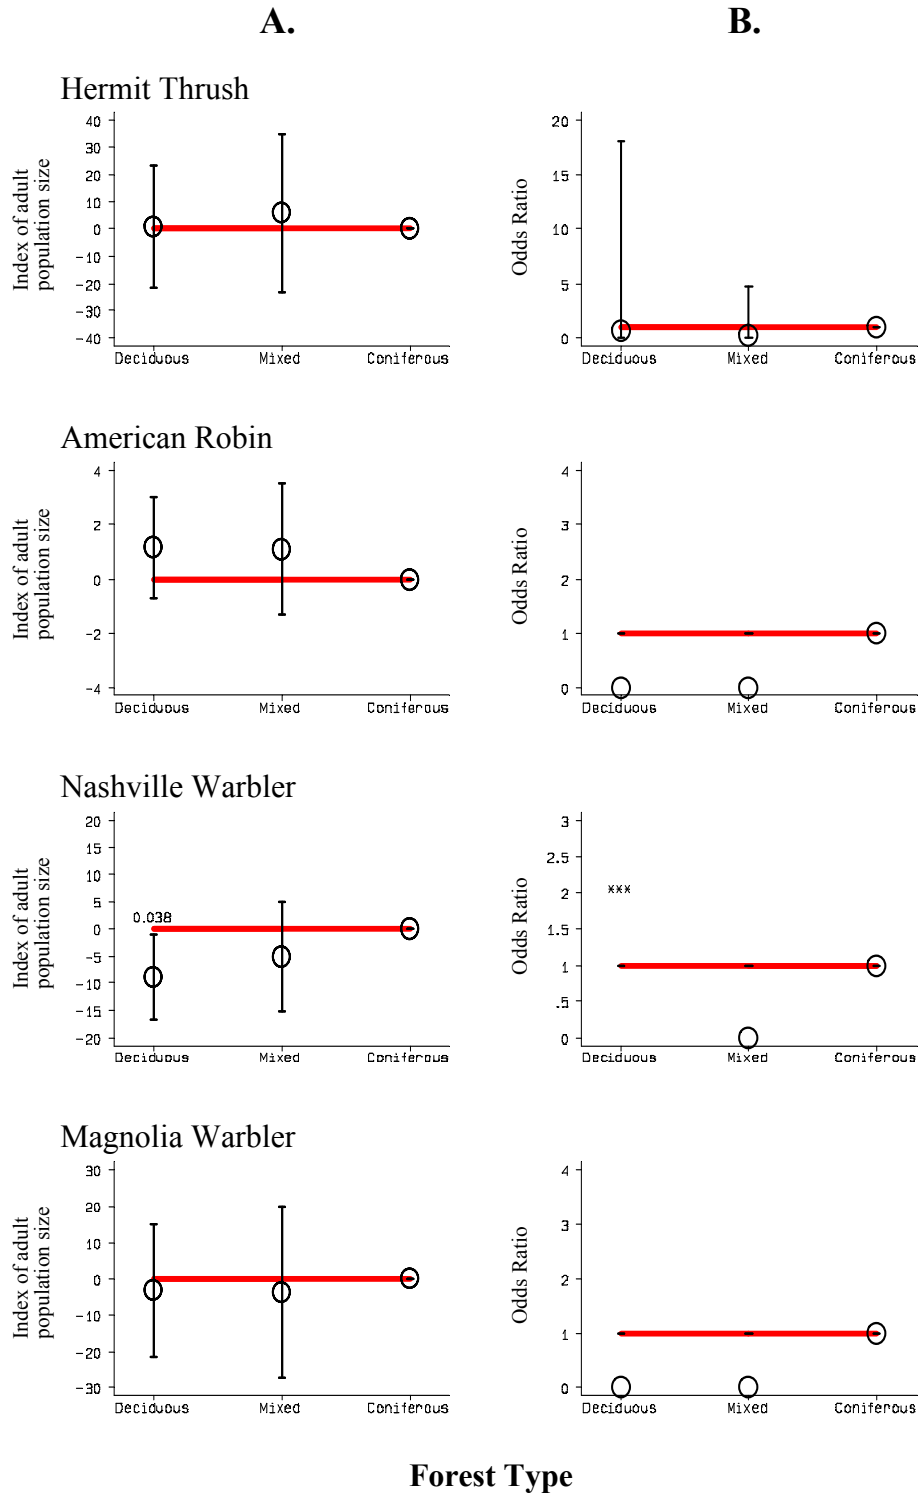 A. B.
Hermit Thrush
Index of adult
population size
40
30
20
10
0
-10
-20
-30
-40
Deciduous Mixed Coniferous
Odds Ratio
20
15
10
5
0
Deciduous Mixed Coniferous
American Robin
Index of adult
population size
4
2
0
-2
-4
Deciduous Mixed Coniferous
Odds Ratio
4
3
2
1
0
Deciduous Mixed Coniferous
Nashville Warbler
Index of adult
population size
20
15
10
5
0
-5
-10
-15
-20
0.038
Deciduous Mixed Coniferous
Odds Ratio
3
2.5
2
1.5
1
.5
0
***
Deciduous Mixed Coniferous
Magnolia Warbler
Index of adult
population size
30
20
10
0
-10
-20
-30
Deciduous Mixed Coniferous
Odds Ratio
4
3
2
1
0
Deciduous Mixed Coniferous
Forest Type